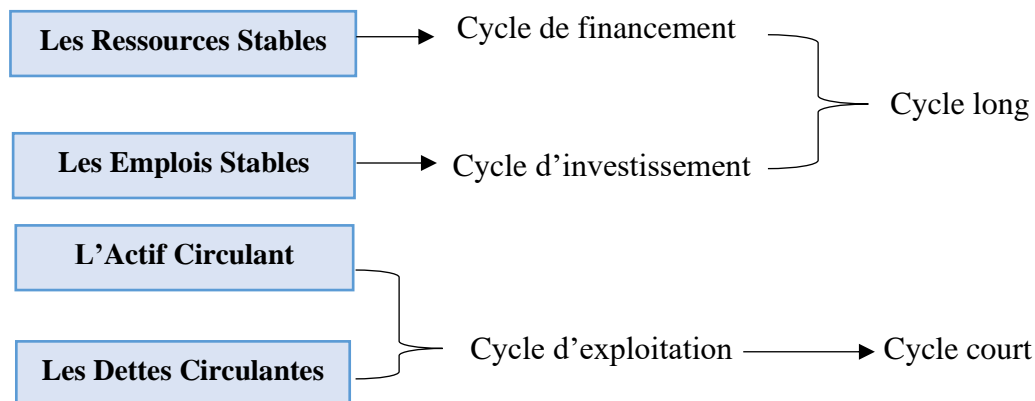 Les Ressources Stables
Cycle de financement
Cycle long
Les Emplois Stables
Cycle d’investissement
L’Actif Circulant
Cycle d’exploitation
Cycle court
Les Dettes Circulantes